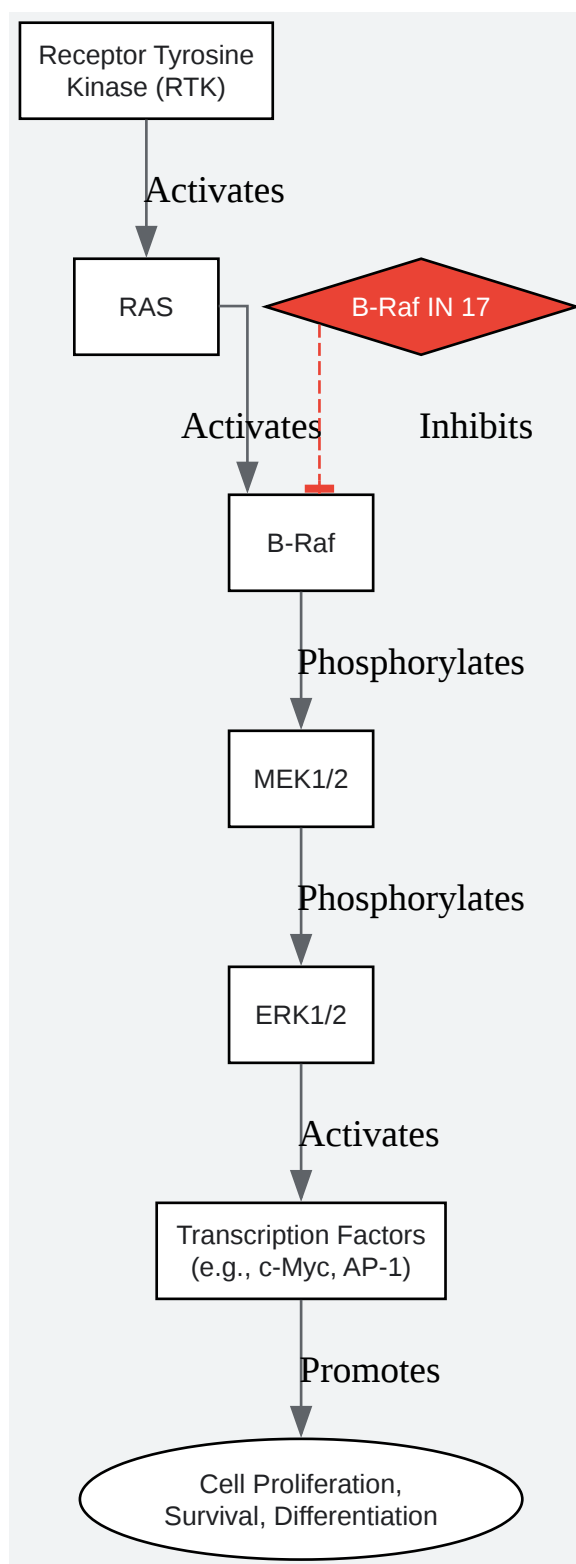 Receptor Tyrosine
Kinase (RTK)
Activates
RAS
B-Raf IN 17
Activates
Inhibits
B-Raf
Phosphorylates
MEK1/2
Phosphorylates
ERK1/2
Activates
Transcription Factors
(e.g., c-Myc, AP-1)
Promotes
Cell Proliferation,
Survival, Differentiation